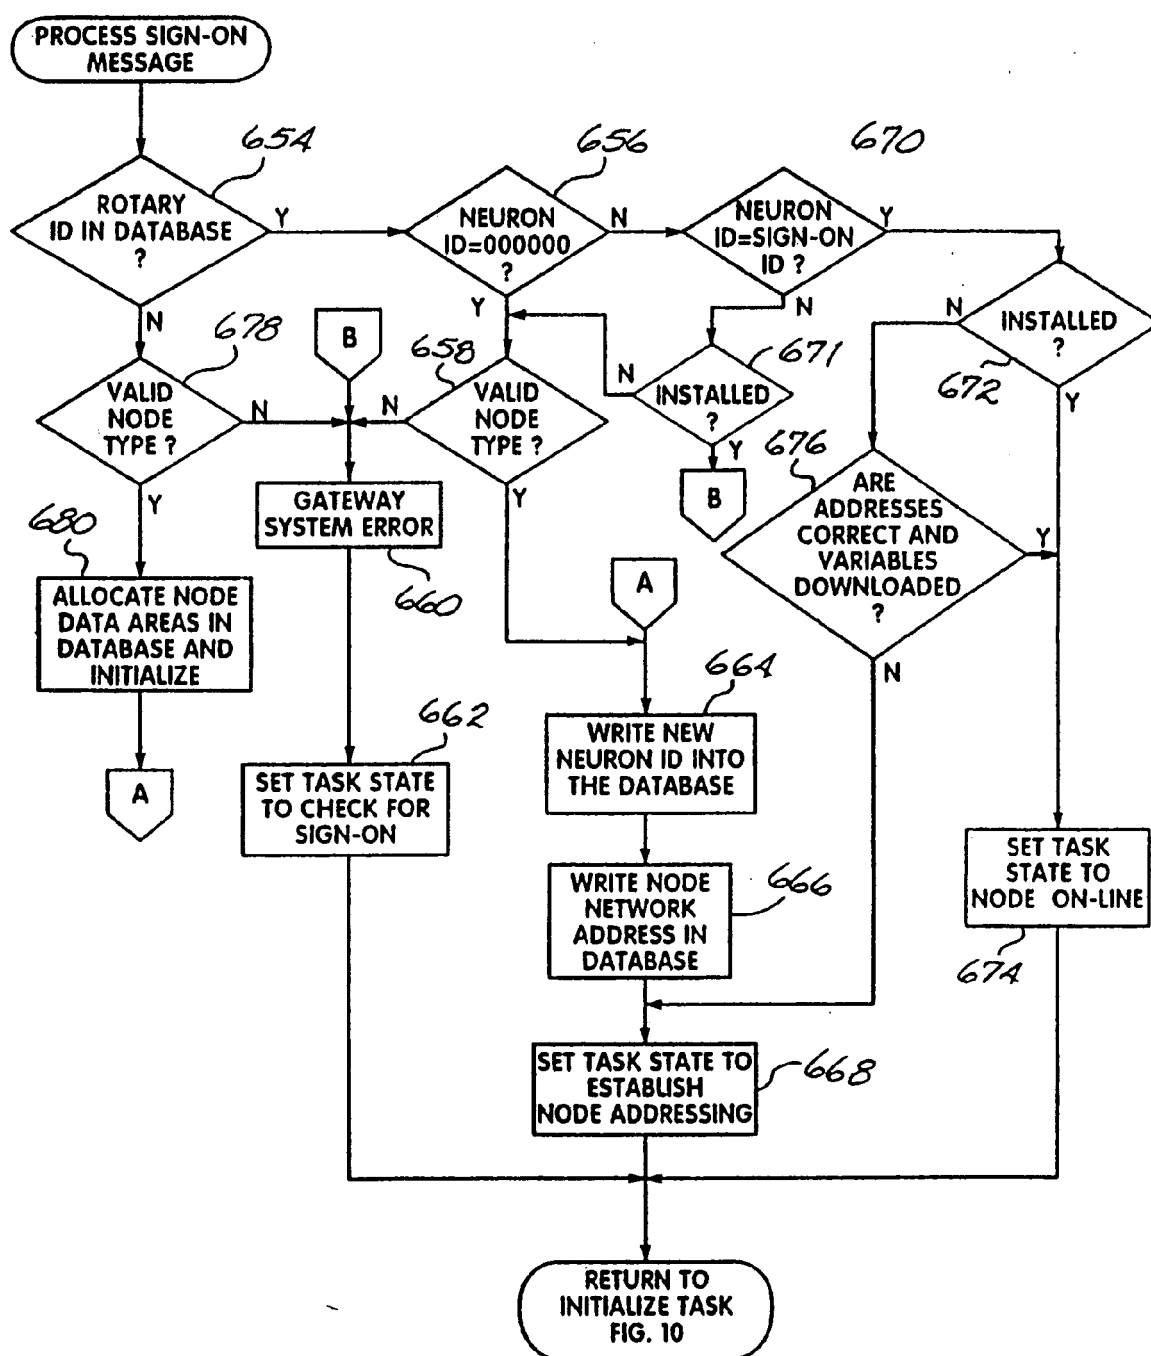 PROCESS SIGN-ON
MESSAGE
654
656
670
ROTARY
ID IN DATABASE
?
Y
NEURON
ID=000000
?
N
NEURON
ID=SIGN-ON
ID ?
Y
N
Y
N
N
INSTALLED
?
672
Y
678
B
658
671
VALID
NODE
TYPE ?
N
N
VALID
NODE
TYPE ?
N
INSTALLED
?
Y
Y
Y
B
676
ARE
ADDRESSES
CORRECT AND
VARIABLES
DOWNLOADED
?
Y
N
680
GATEWAY
SYSTEM ERROR
660
A
ALLOCATE NODE
DATA AREAS IN
DATABASE AND
INITIALIZE
A
662
SET TASK STATE
TO CHECK FOR
SIGN-ON
664
WRITE NEW
NEURON ID INTO
THE DATABASE
WRITE NODE
NETWORK
ADDRESS IN
DATABASE
666
SET TASK
STATE TO
NODE ON-LINE
674
SET TASK STATE TO
ESTABLISH
NODE ADDRESSING
668
RETURN TO
INITIALIZE TASK
FIG. 10